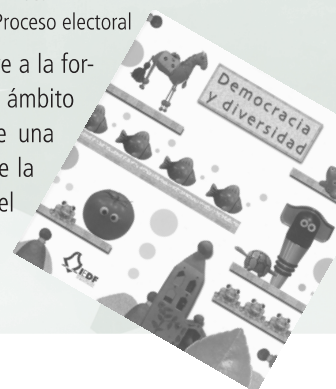 Proceso electoral
e a la for-
ámbito
e una
e la
el
Democracia
y diversidad
IEDF